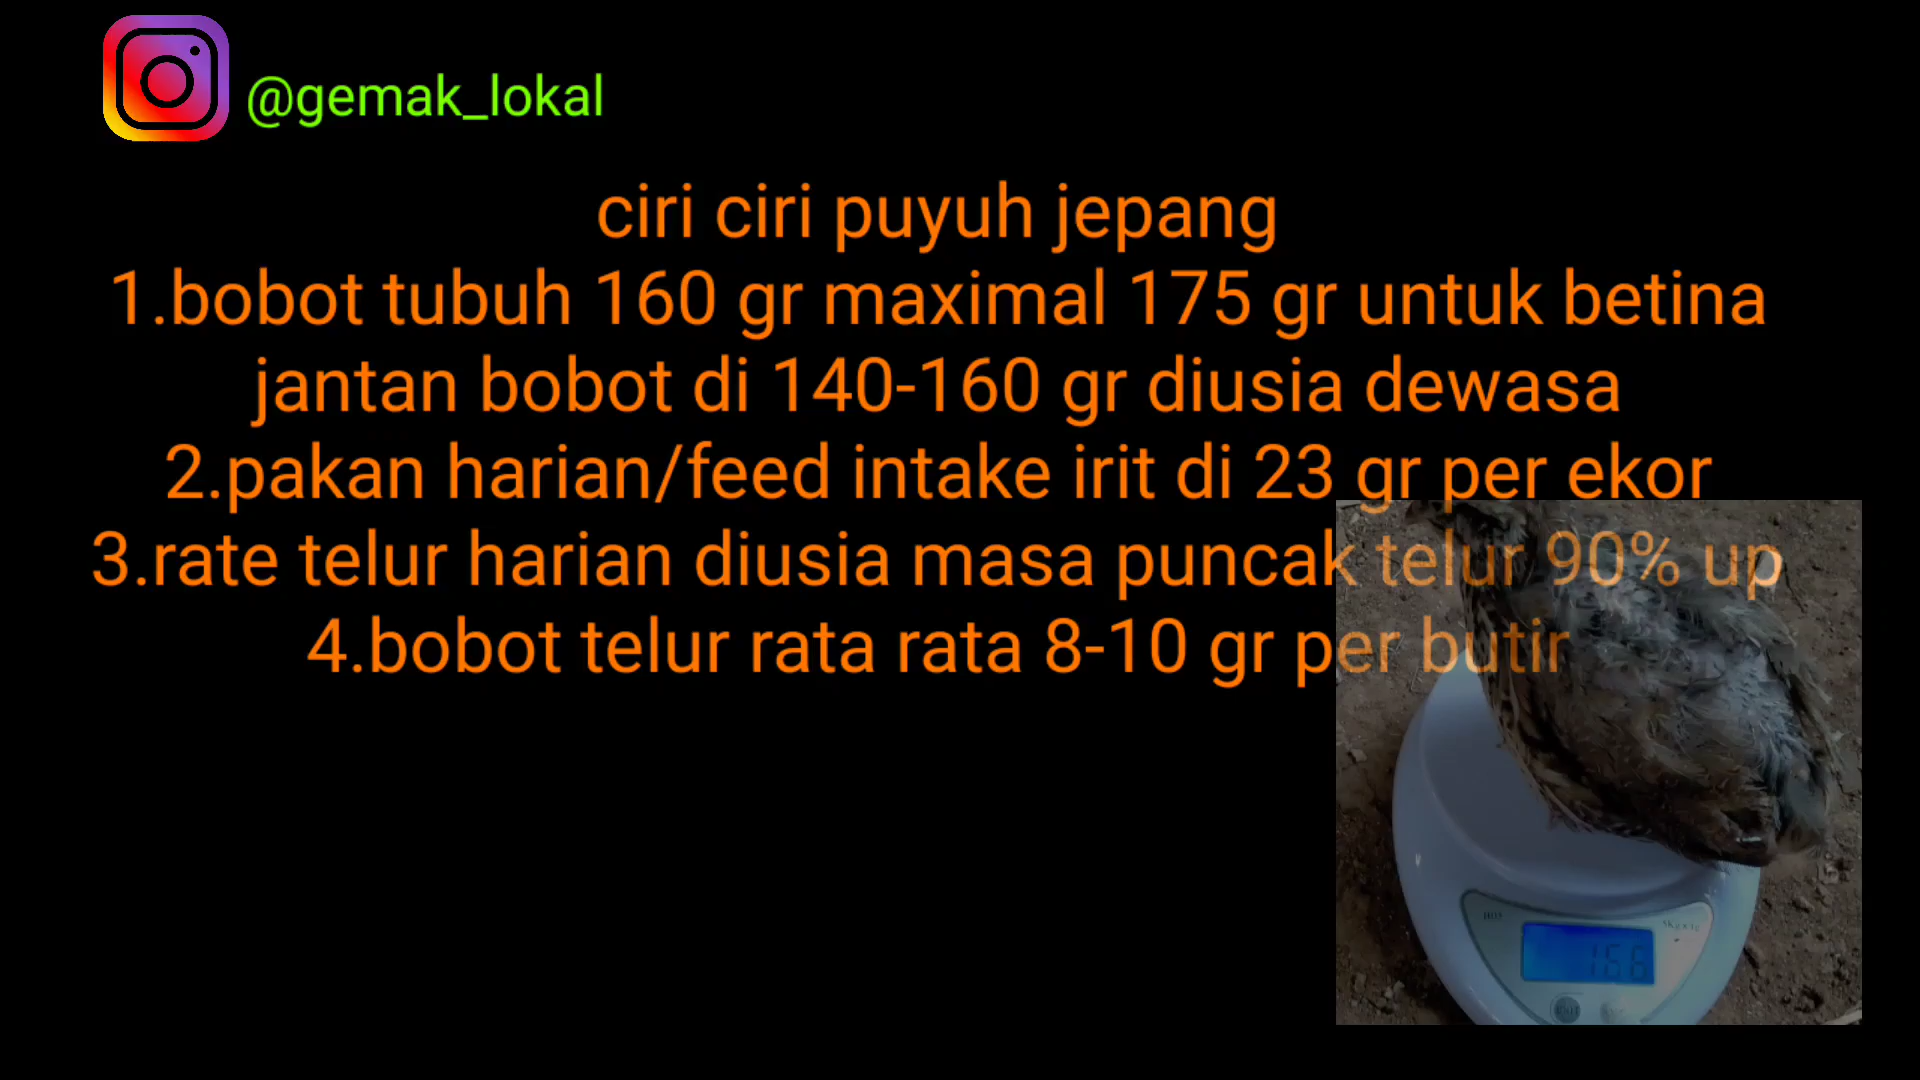 @gemak_lokal
ciri ciri puyuh jepang
1.bobot tubuh 160 gr maximal 175 gr untuk betina
jantan bobot di 140-160 gr diusia dewasa
2.pakan harian/feed intake irit di 23 gr per ekor
3.rate telur harian diusia masa puncak telur 90% up
4.bobot telur rata rata 8-10 gr per butir
166